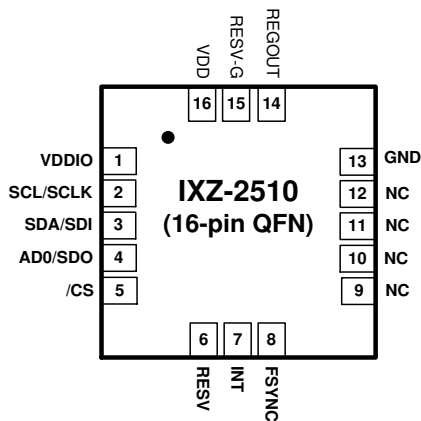 VDD RESV-G REGOUT
16 15 14
VDDIO 1 13 GND
SCL/SCLK 2 IXZ-2510 12 NC
SDA/SDI 3 (16-pin QFN) 11 NC
AD0/SDO 4 10 NC
/CS 5 9 NC
6 7 8
RESV INT FSYNC